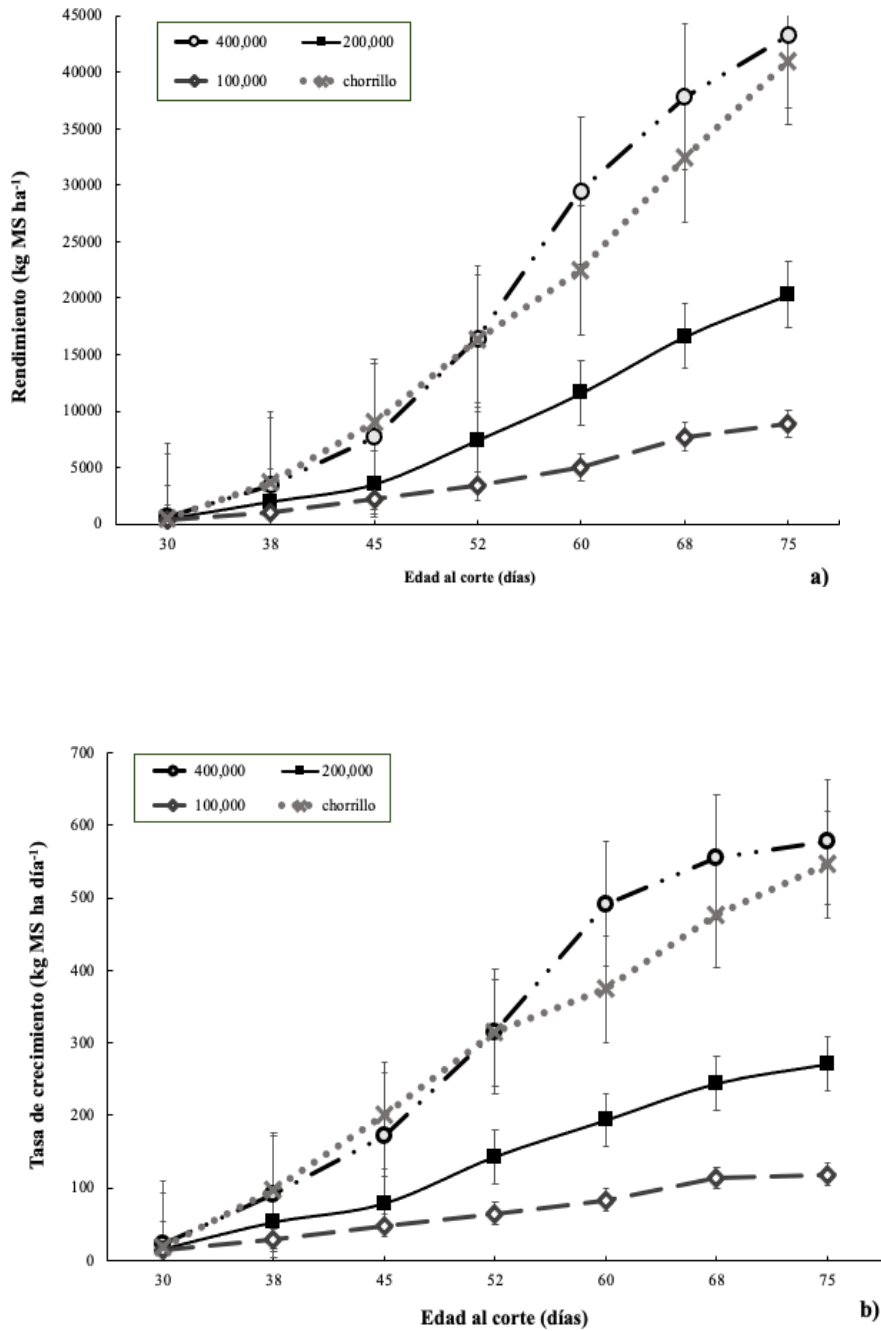 45000
40000
35000
30000
25000
20000
15000
10000
5000
0
Rendimiento (kg MS ha⁻¹)
400,000
200,000
100,000
chorrillo
30 38 45 52 60 68 75
Edad al corte (días)
a)
700
600
500
400
300
200
100
0
Tasa de crecimiento (kg MS ha día⁻¹)
400,000
200,000
100,000
chorrillo
30 38 45 52 60 68 75
Edad al corte (días)
b)